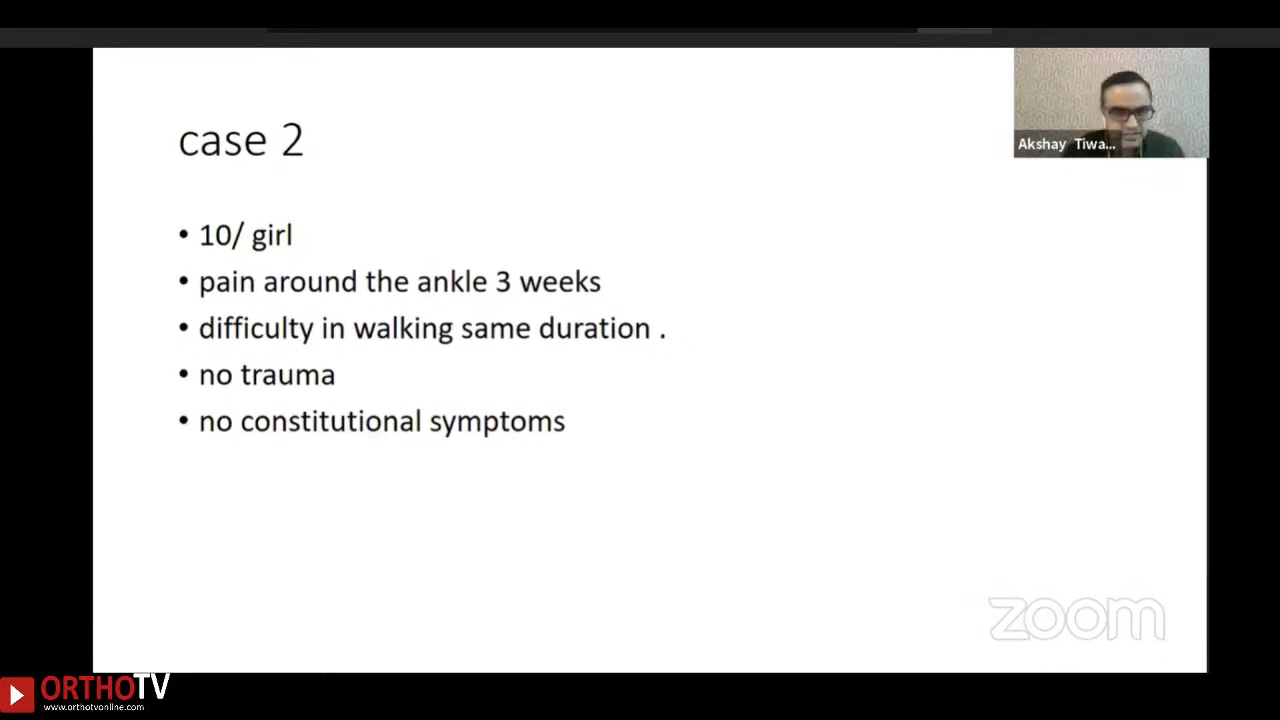 case 2
Akshay Tiwa...
• 10/ girl
• pain around the ankle 3 weeks
• difficulty in walking same duration .
• no trauma
• no constitutional symptoms
zoom
ORTHOTV
www.orthotvonline.com